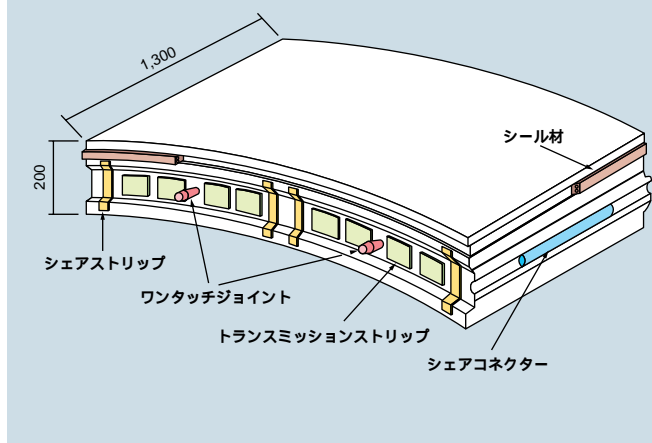 1,300
シール材
200
シェアストリップ
ワンタッチジョイント
トランスミッションストリップ
シェアコネクター